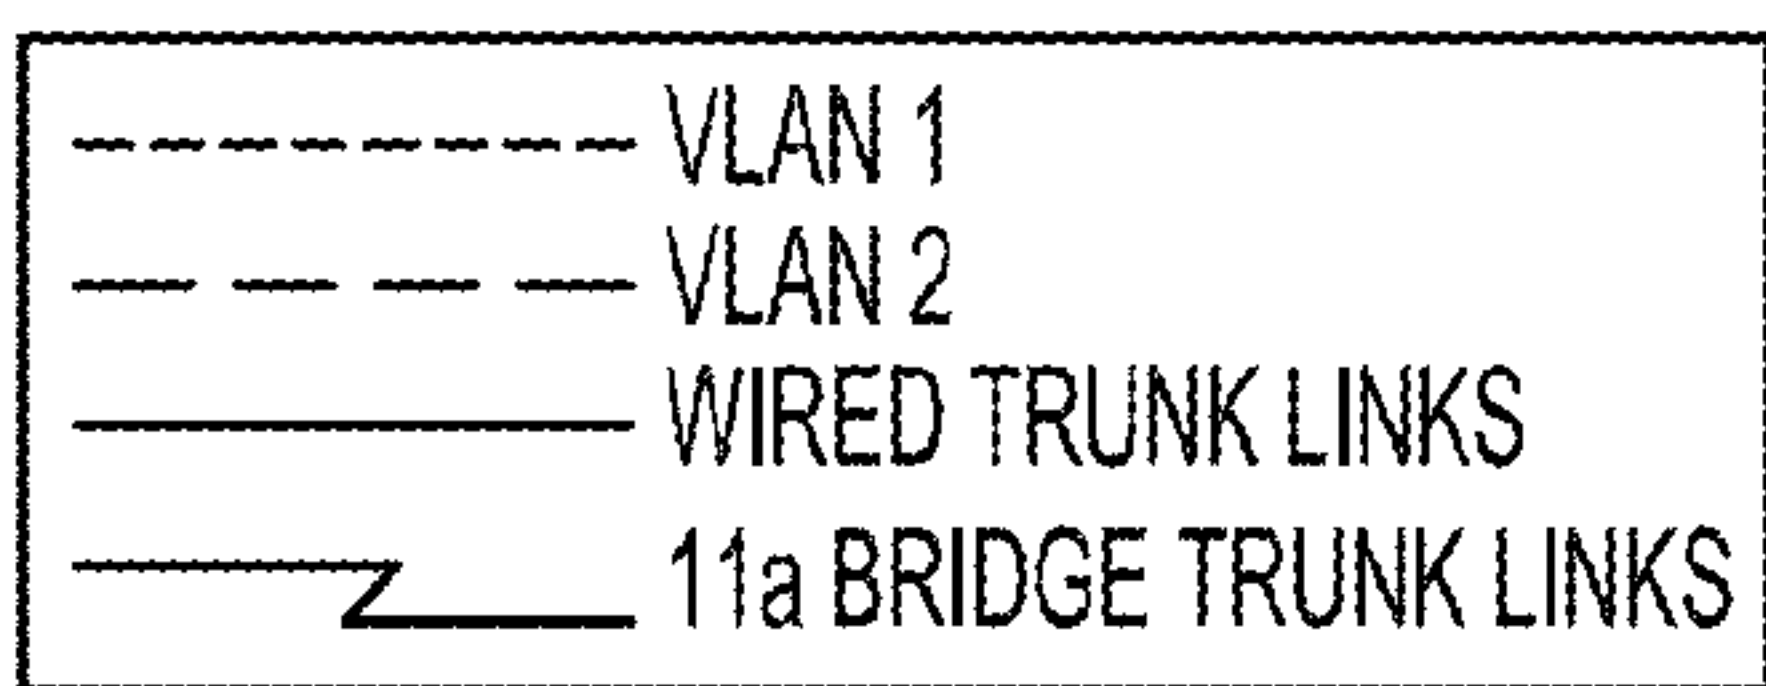 VLAN 1
VLAN 2
WIRED TRUNK LINKS
11a BRIDGE TRUNK LINKS